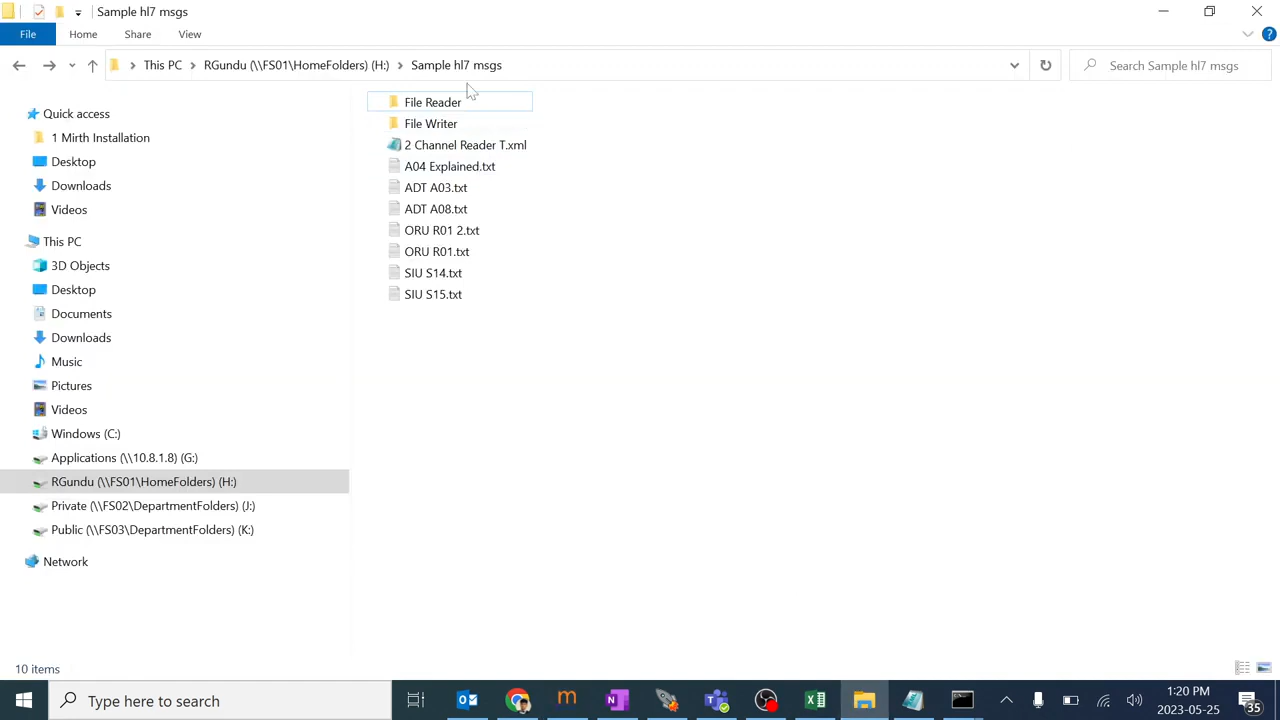 Sample hl7 msgs
File Home Share View
This PC RGundu (\\FS01\HomeFolders) (H:) Sample hl7 msgs
Search Sample hl7 msgs
Quick access
1 Mirth Installation
Desktop
Downloads
Videos
This PC
3D Objects
Desktop
Documents
Downloads
Music
Pictures
Videos
Windows (C:)
Applications (\\10.8.1.8) (G:)
RGundu (\\FS01\HomeFolders) (H:)
Private (\\FS02\DepartmentFolders) (J:)
Public (\\FS03\DepartmentFolders) (K:)
Network
File Reader
File Writer
2 Channel Reader T.xml
A04 Explained.txt
ADT A03.txt
ADT A08.txt
ORU R01 2.txt
ORU R01.txt
SIU S14.txt
SIU S15.txt
10 items
Type here to search
1:20 PM
2023-05-25
35